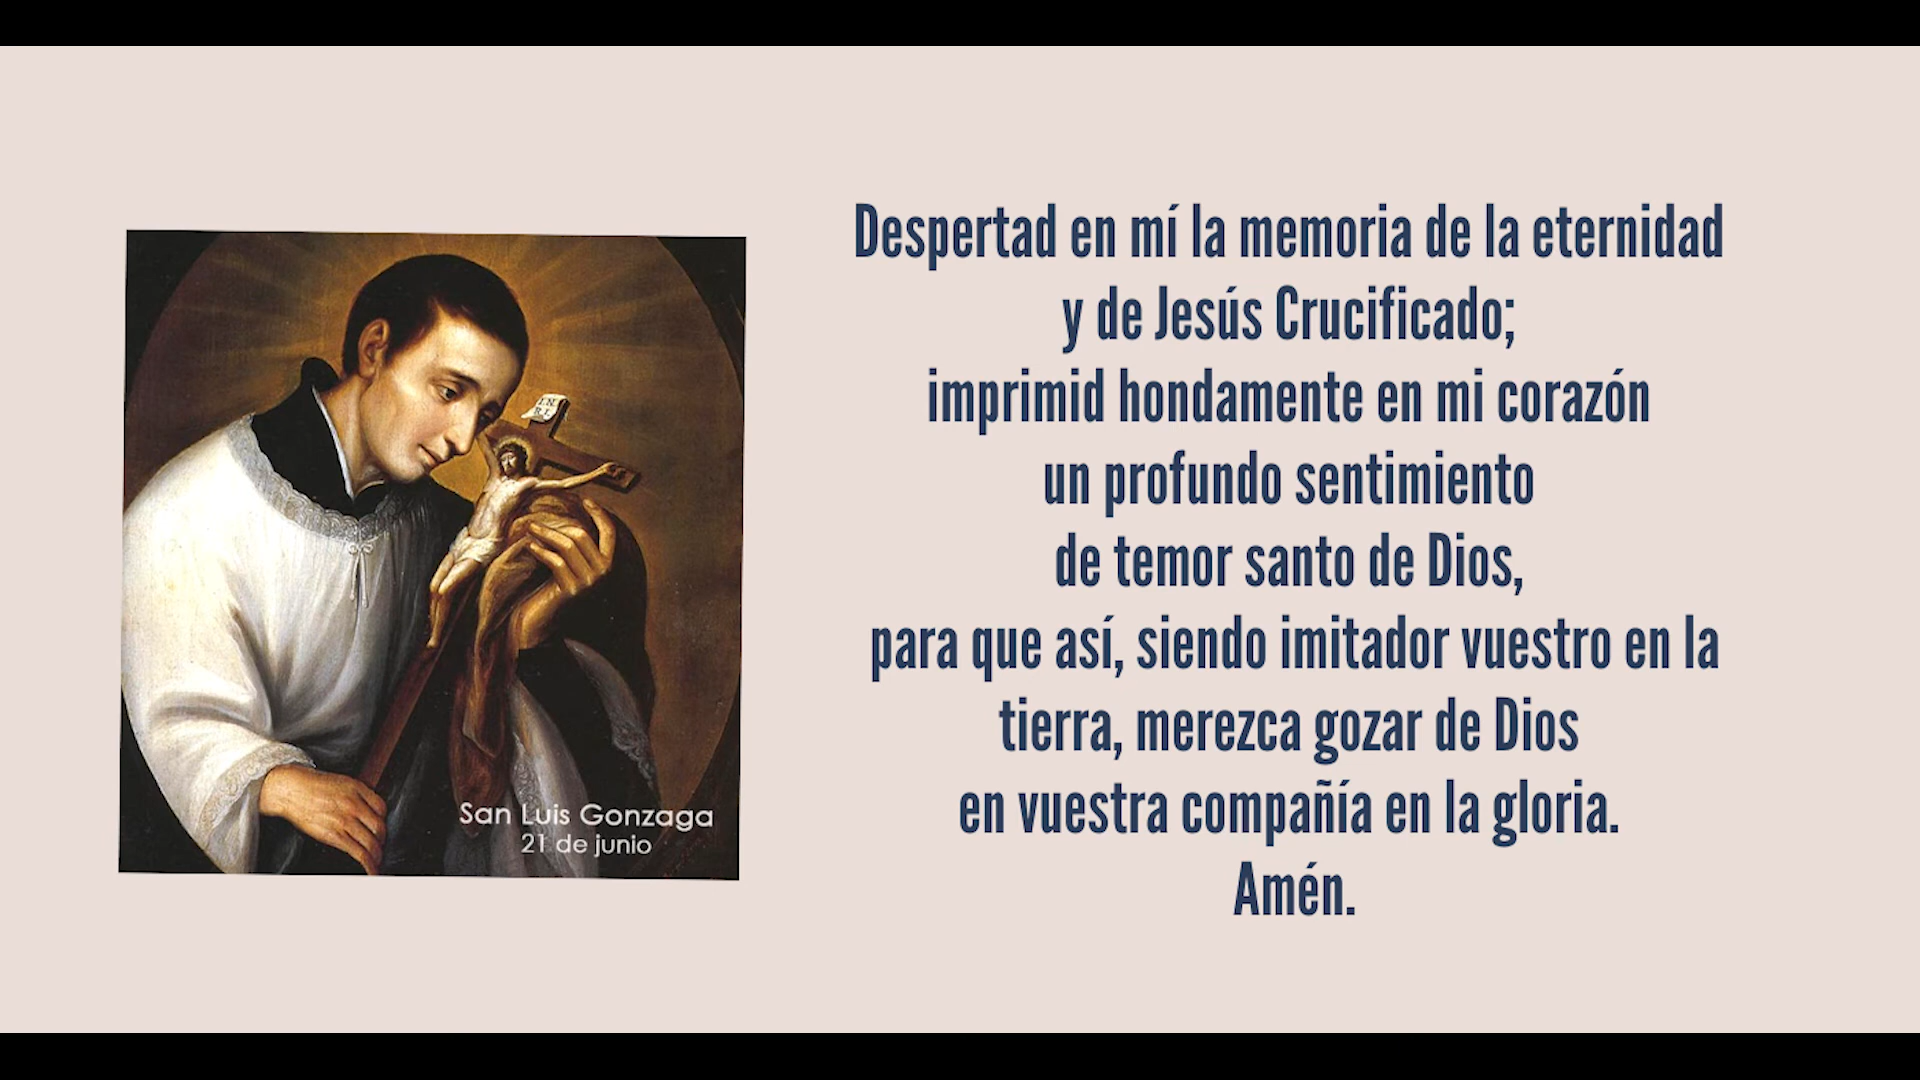 Despertad en mí la memoria de la eternidad
y de Jesús Crucificado;
imprimid hondamente en mi corazón
un profundo sentimiento
de temor santo de Dios,
para que así, siendo imitador vuestro en la
tierra, merezca gozar de Dios
en vuestra compañía en la gloria.
Amén.
I.N.
R.I.
San Luis Gonzaga
21 de junio